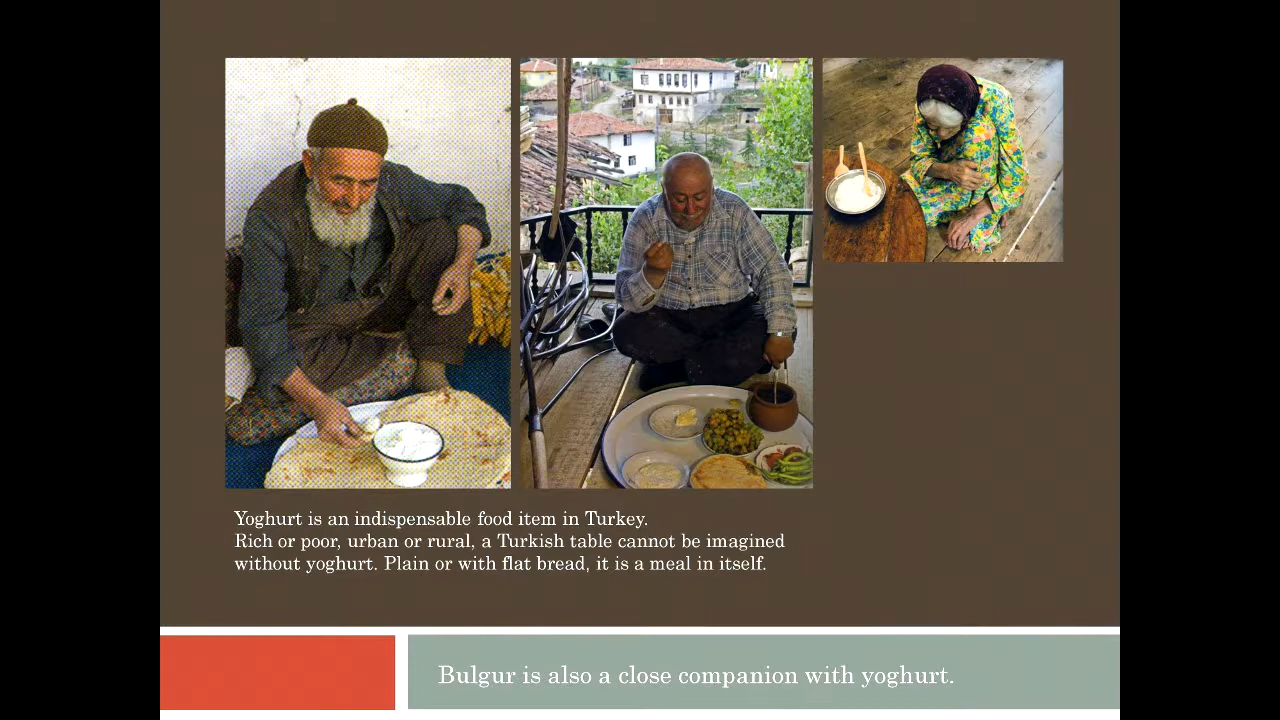 Yoghurt is an indispensable food item in Turkey.
Rich or poor, urban or rural, a Turkish table cannot be imagined
without yoghurt. Plain or with flat bread, it is a meal in itself.
Bulgur is also a close companion with yoghurt.